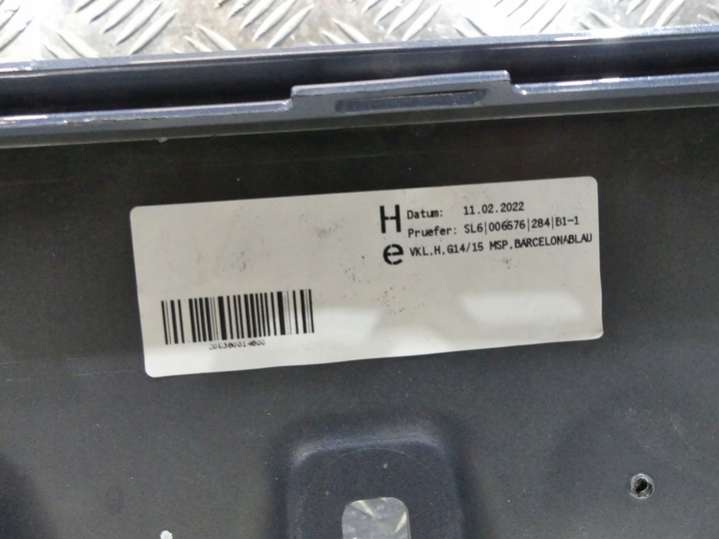 H
Datum: 11.02.2022
Pruefer: SL6|006676|284|B1-1
e
VKL,H,G14/15 MSP,BARCELONABLAU